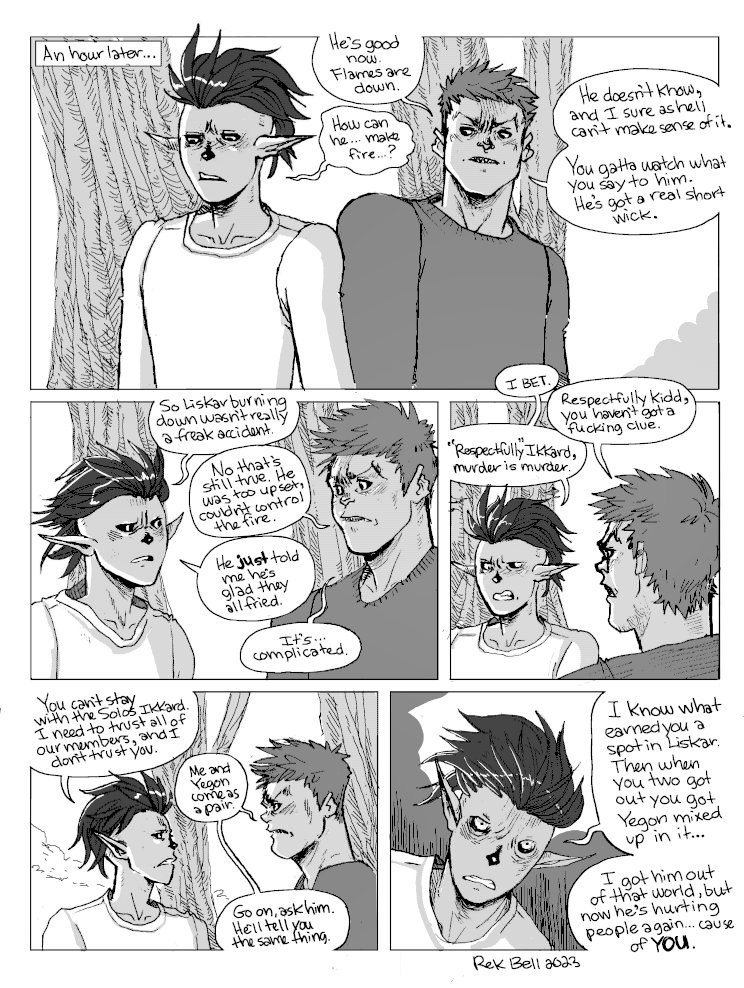 An hour later...
He's good
now.
Flames are
down.
How can
he... make
fire...?
He doesn't know,
and I sure as hell
can't make sense of it.
You gatta watch what
you say to him.
He's got a real short
wick.
So Liskar burning
down wasn't really
a freak accident.
No that's
still true. He
was too upset,
couldn't control
the fire.
He just told
me he's
glad they
all fried.
It's...
complicated.
I BET.
Respectfully Kidd,
you haven't got a
fucking clue.
"Respectfully" Ikkard,
murder is murder.
You can't stay
with the Solos Ikkard.
I need to trust all of
our members, and I
don't trust you.
Me and
Yegon
come as
a pair.
Go on, ask him.
He'll tell you
the same thing.
I know what
earned you a
spot in Liskar.
Then when
you two got
out you got
Yegon mixed
up in it...
I got him out
of that world, but
now he's hurting
people again... cause
of YOU.
Rek Bell 2023